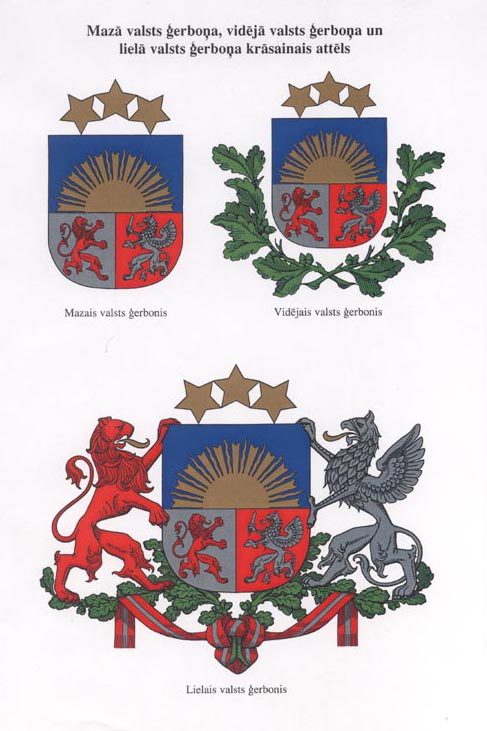 Mazā valsts ģerboņa, vidējā valsts ģerboņa un
lielā valsts ģerboņa krāsainais attēls
Mazais valsts ģerbonis
Vidējais valsts ģerbonis
Lielais valsts ģerbonis